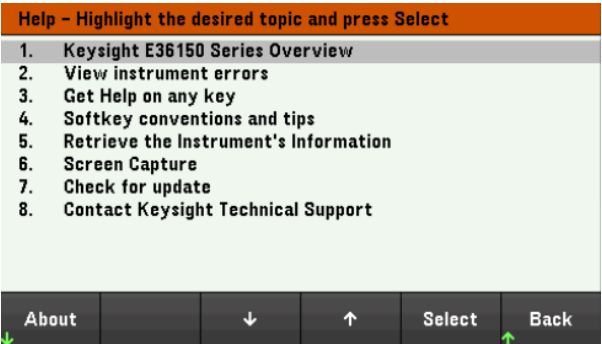 Help - Highlight the desired topic and press Select
1. Keysight E36150 Series Overview
2. View instrument errors
3. Get Help on any key
4. Softkey conventions and tips
5. Retrieve the Instrument's Information
6. Screen Capture
7. Check for update
8. Contact Keysight Technical Support
About ↓ ↑ Select Back